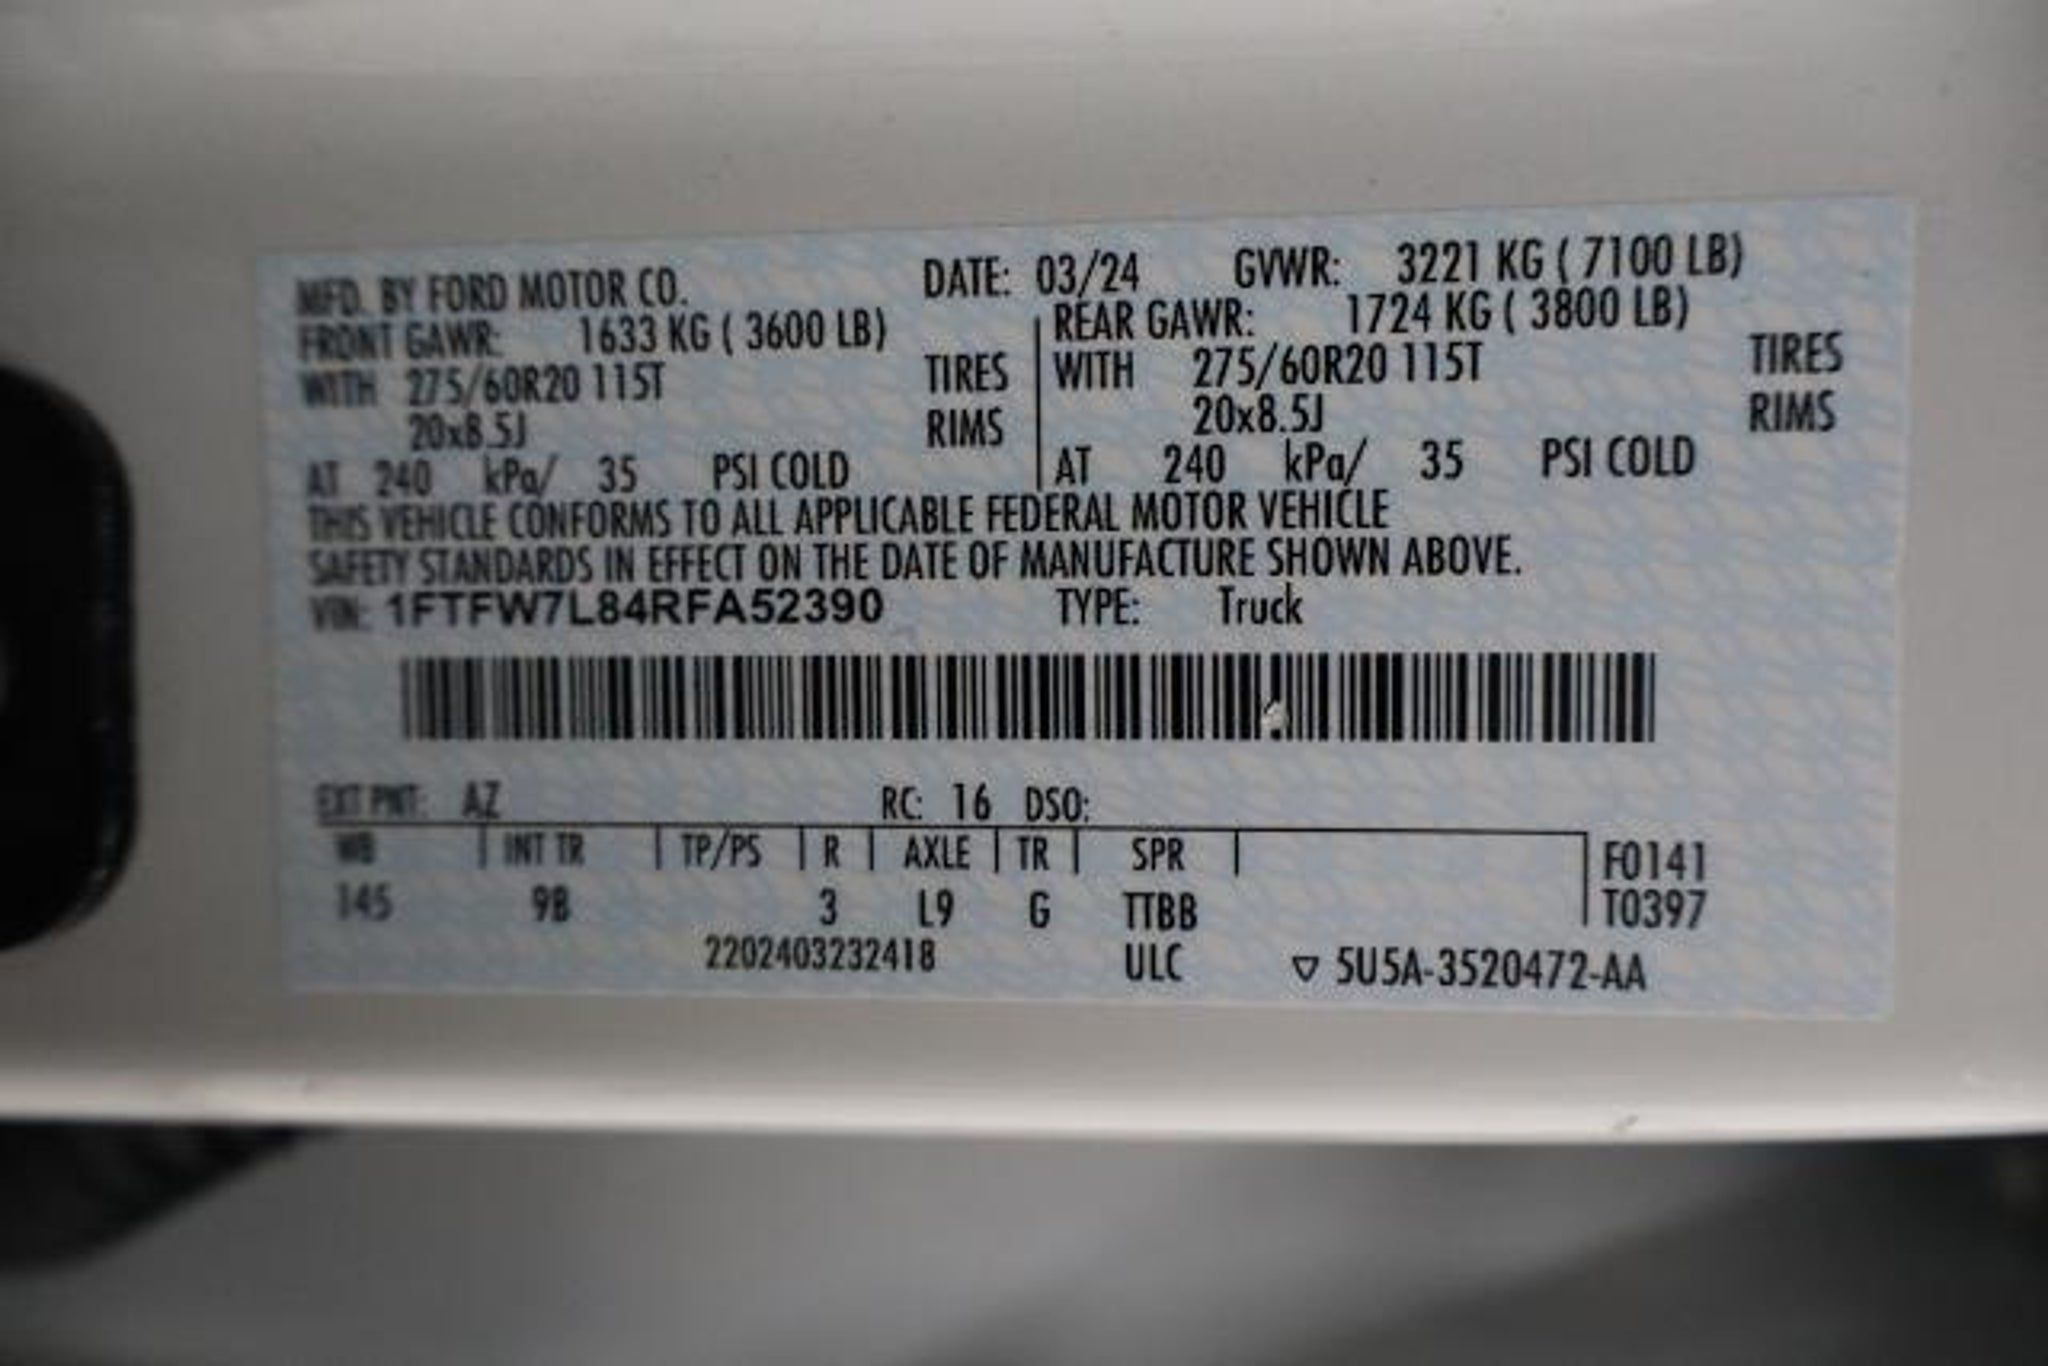 MFD. BY FORD MOTOR CO. DATE: 03/24 GVWR: 3221 KG ( 7100 LB)
FRONT GAWR: 1633 KG ( 3600 LB) REAR GAWR: 1724 KG ( 3800 LB)
WITH 275/60R20 115T TIRES WITH 275/60R20 115T TIRES
20x8.5J RIMS 20x8.5J RIMS
AT 240 kPa/ 35 PSI COLD AT 240 kPa/ 35 PSI COLD
THIS VEHICLE CONFORMS TO ALL APPLICABLE FEDERAL MOTOR VEHICLE
SAFETY STANDARDS IN EFFECT ON THE DATE OF MANUFACTURE SHOWN ABOVE.
VIN: 1FTFW7L84RFA52390 TYPE: Truck
EXT PNT: AZ RC: 16 DSO:
WB INT TR TP/PS R AXLE TR SPR F0141
145 9B 3 L9 G TTBB T0397
2202403232418 ULC ▽ 5U5A-3520472-AA